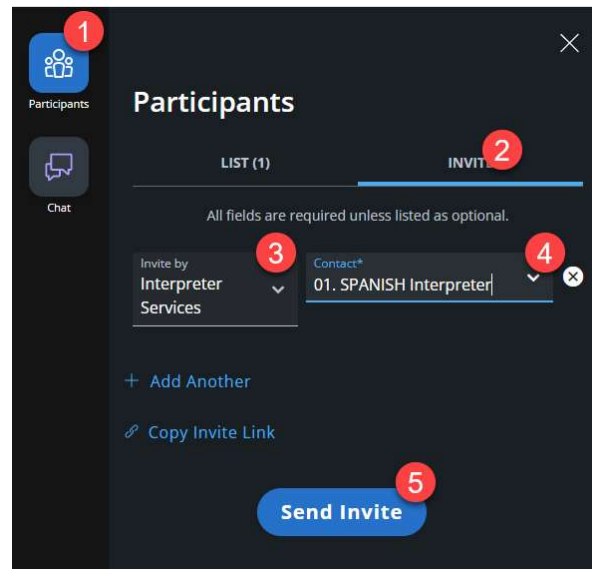 1
Participants
Chat
Participants
LIST (1)
INVITE
2
All fields are required unless listed as optional.
3
4
Invite by
Interpreter
Services
Contact*
01. SPANISH Interpreter
+ Add Another
Copy Invite Link
5
Send Invite